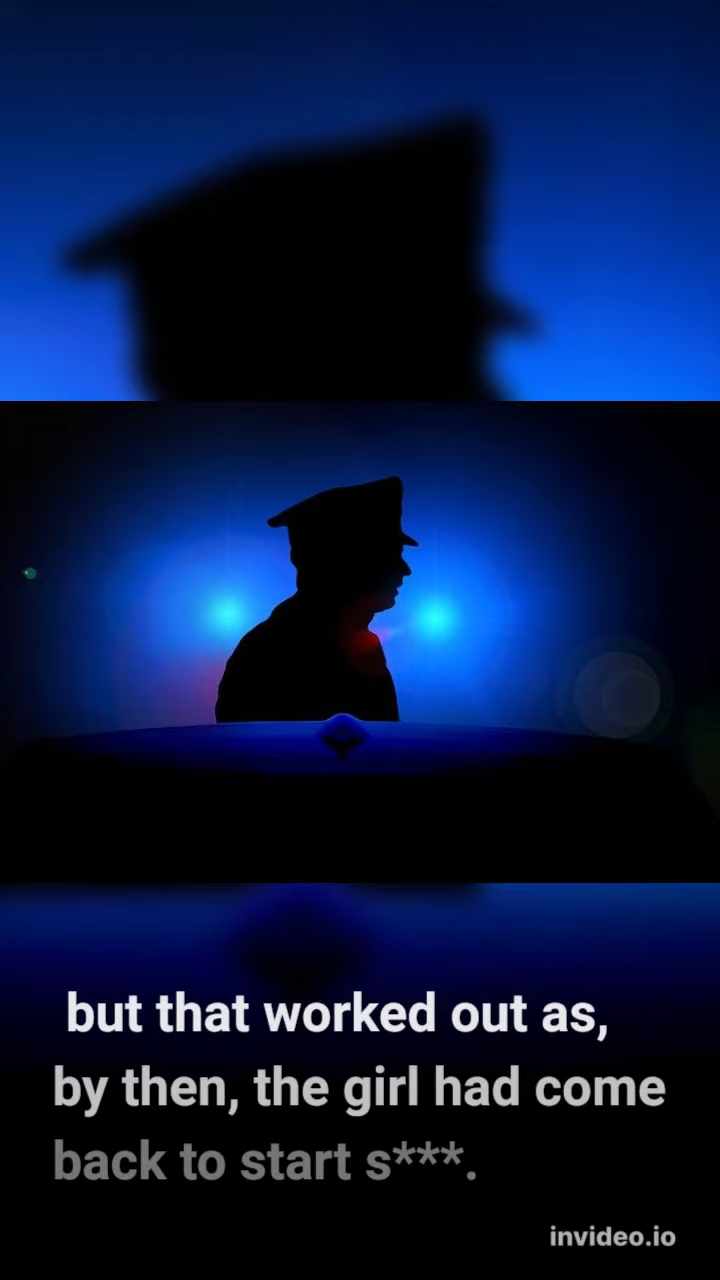 but that worked out as,
by then, the girl had come
back to start s***.
invideo.io